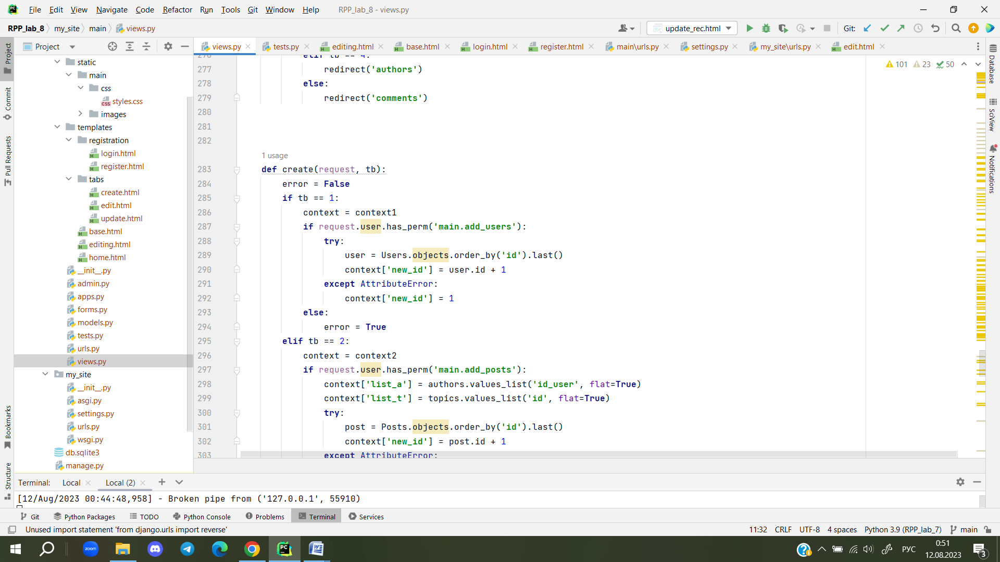 File Edit View Navigate Code Refactor Run Tools Git Window Help RPP_lab_8 - views.py
RPP_lab_8 my_site main views.py update_rec.html Git:
Project views.py tests.py editing.html base.html login.html register.html main\urls.py settings.py my_site\urls.py edit.html
Project
Commit
Pull Requests
Bookmarks
Structure
static
main
css
styles.css
images
templates
registration
login.html
register.html
tabs
create.html
edit.html
update.html
base.html
editing.html
home.html
__init__.py
admin.py
apps.py
forms.py
models.py
tests.py
urls.py
views.py
my_site
__init__.py
asgi.py
settings.py
urls.py
wsgi.py
db.sqlite3
manage.py
101 23 50
276 elif tb == 4:
277 redirect('authors')
278 else:
279 redirect('comments')
280
281
282
1 usage
283 def create(request, tb):
284 error = False
285 if tb == 1:
286 context = context1
287 if request.user.has_perm('main.add_users'):
288 try:
289 user = Users.objects.order_by('id').last()
290 context['new_id'] = user.id + 1
291 except AttributeError:
292 context['new_id'] = 1
293 else:
294 error = True
295 elif tb == 2:
296 context = context2
297 if request.user.has_perm('main.add_posts'):
298 context['list_a'] = authors.values_list('id_user', flat=True)
299 context['list_t'] = topics.values_list('id', flat=True)
300 try:
301 post = Posts.objects.order_by('id').last()
302 context['new_id'] = post.id + 1
303 except AttributeError:
Database
SciView
Notifications
Terminal: Local Local (2)
[12/Aug/2023 00:44:48,958] - Broken pipe from ('127.0.0.1', 55910)
Git Python Packages TODO Python Console Problems Terminal Services
Unused import statement 'from django.urls import reverse' 11:32 CRLF UTF-8 4 spaces Python 3.9 (RPP_lab_7) main
zoom PC РУС 0:51
12.08.2023 3